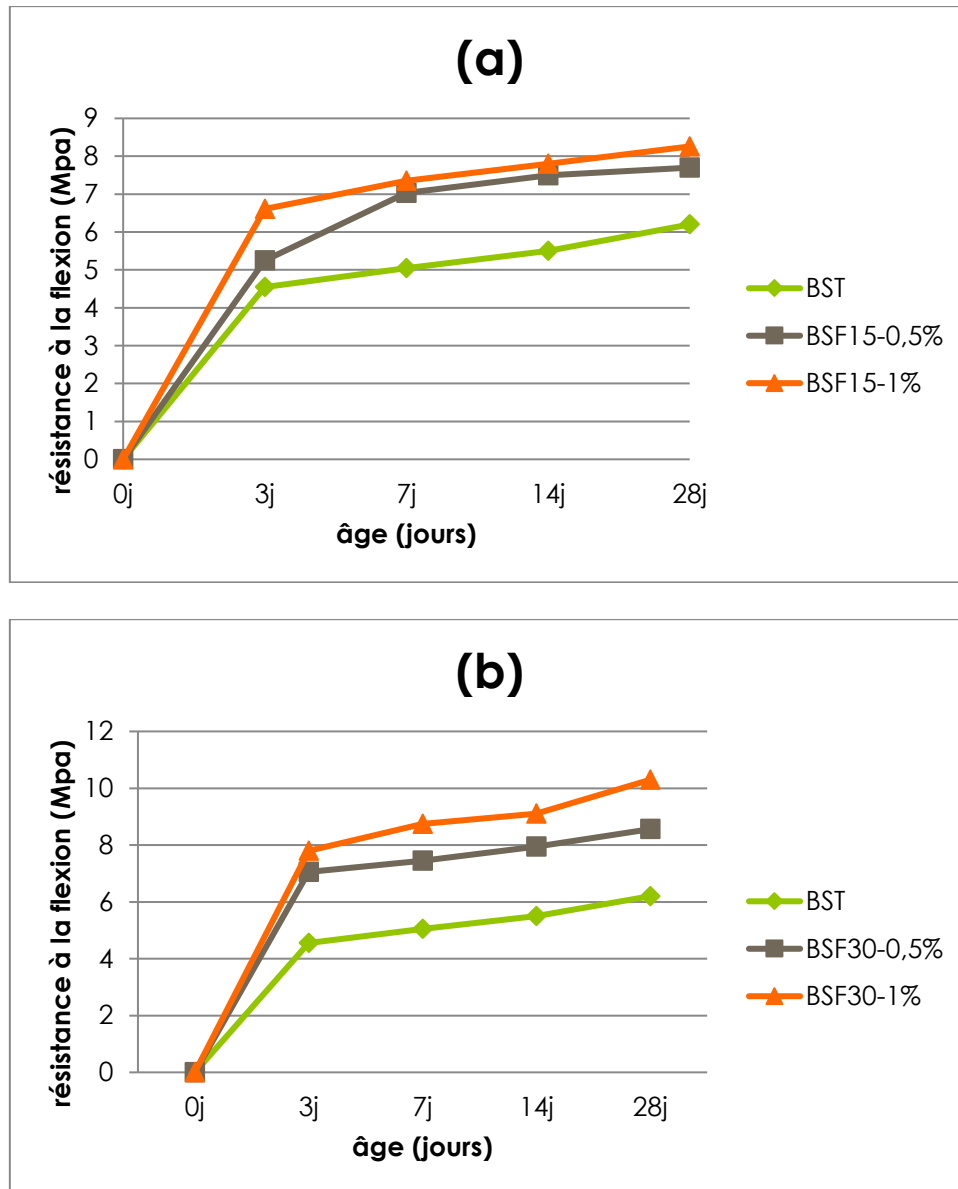 (a)
résistance à la flexion (Mpa)
9
8
7
6
5
4
3
2
1
0
0j 3j 7j 14j 28j
âge (jours)
BST
BSF15-0,5%
BSF15-1%
(b)
résistance à la flexion (Mpa)
12
10
8
6
4
2
0
0j 3j 7j 14j 28j
âge (jours)
BST
BSF30-0,5%
BSF30-1%